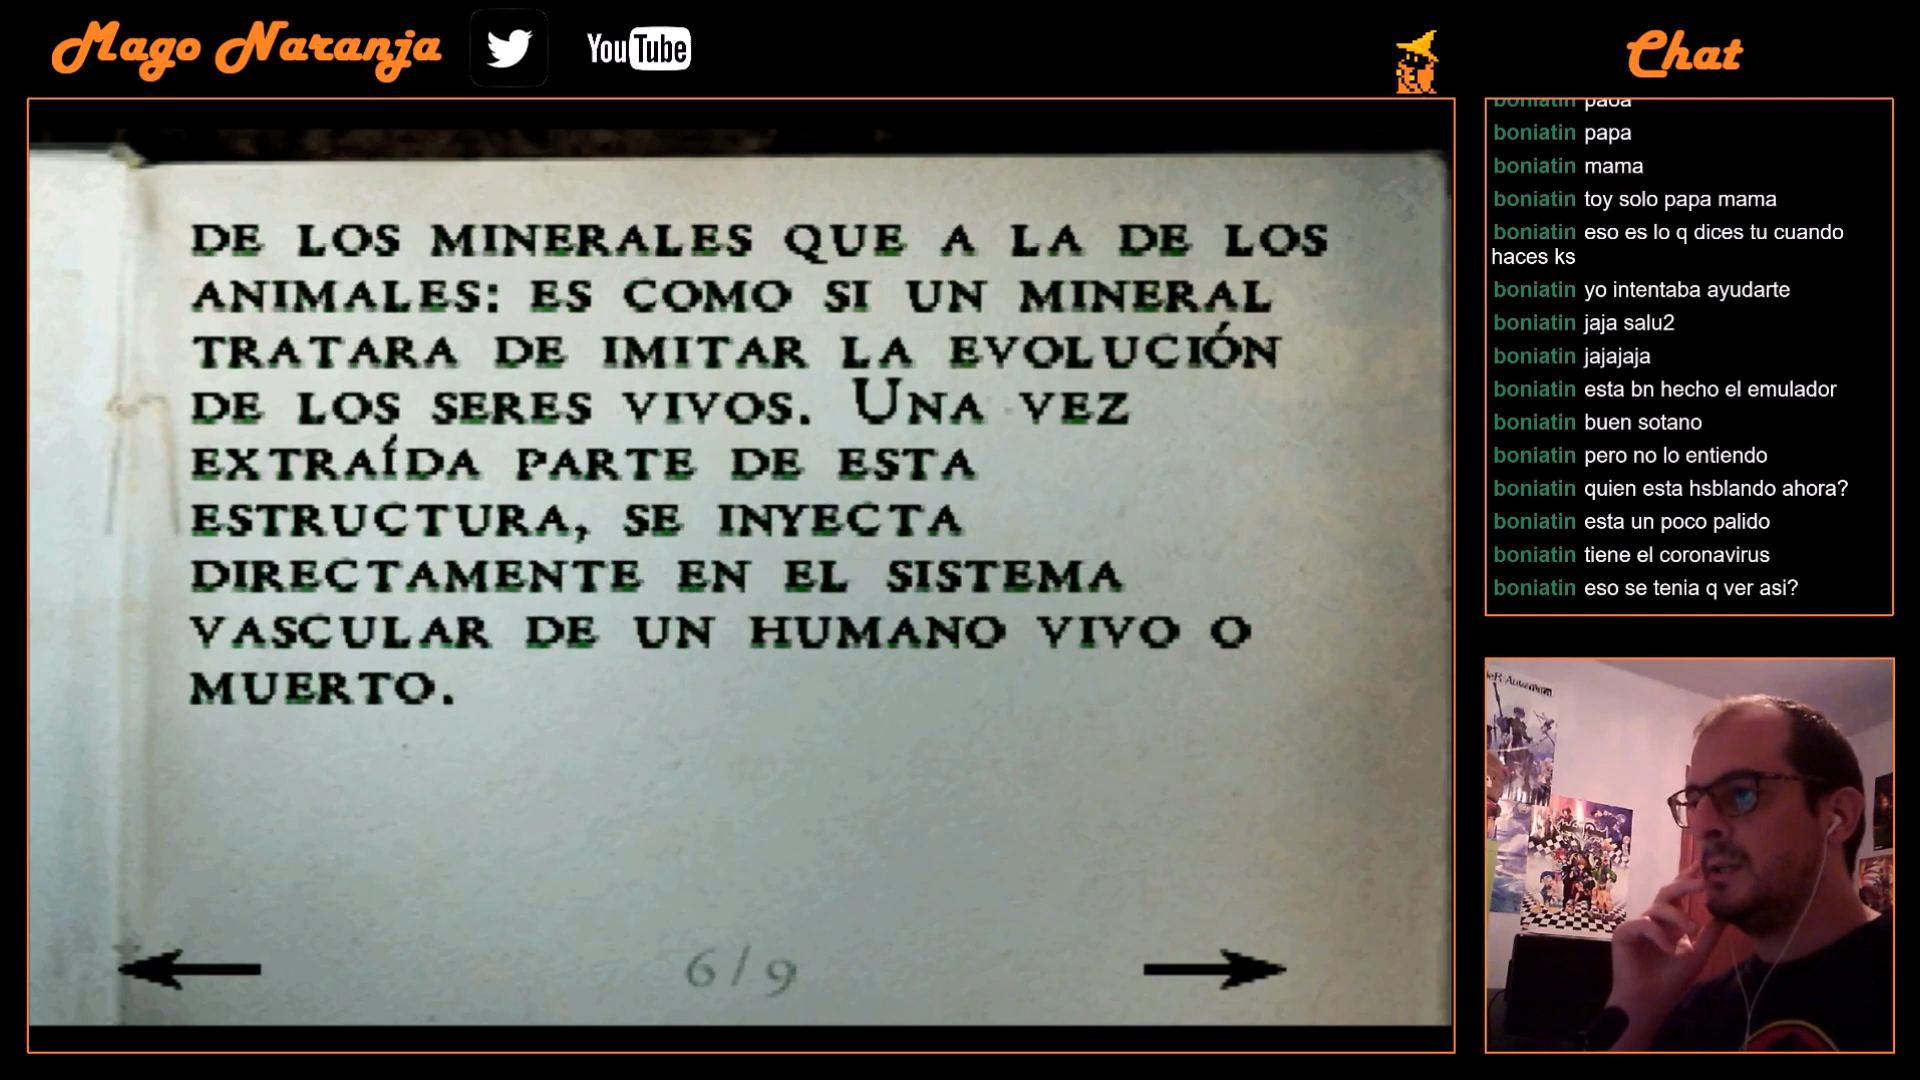 Mago Naranja
YouTube
Chat
boniatin paoa
boniatin papa
boniatin mama
boniatin toy solo papa mama
boniatin eso es lo q dices tu cuando
haces ks
boniatin yo intentaba ayudarte
boniatin jaja salu2
boniatin jajajaja
boniatin esta bn hecho el emulador
boniatin buen sotano
boniatin pero no lo entiendo
boniatin quien esta hsblando ahora?
boniatin esta un poco palido
boniatin tiene el coronavirus
boniatin eso se tenia q ver asi?
DE LOS MINERALES QUE A LA DE LOS
ANIMALES: ES COMO SI UN MINERAL
TRATARA DE IMITAR LA EVOLUCIÓN
DE LOS SERES VIVOS. UNA VEZ
EXTRAÍDA PARTE DE ESTA
ESTRUCTURA, SE INYECTA
DIRECTAMENTE EN EL SISTEMA
VASCULAR DE UN HUMANO VIVO O
MUERTO.
6/9